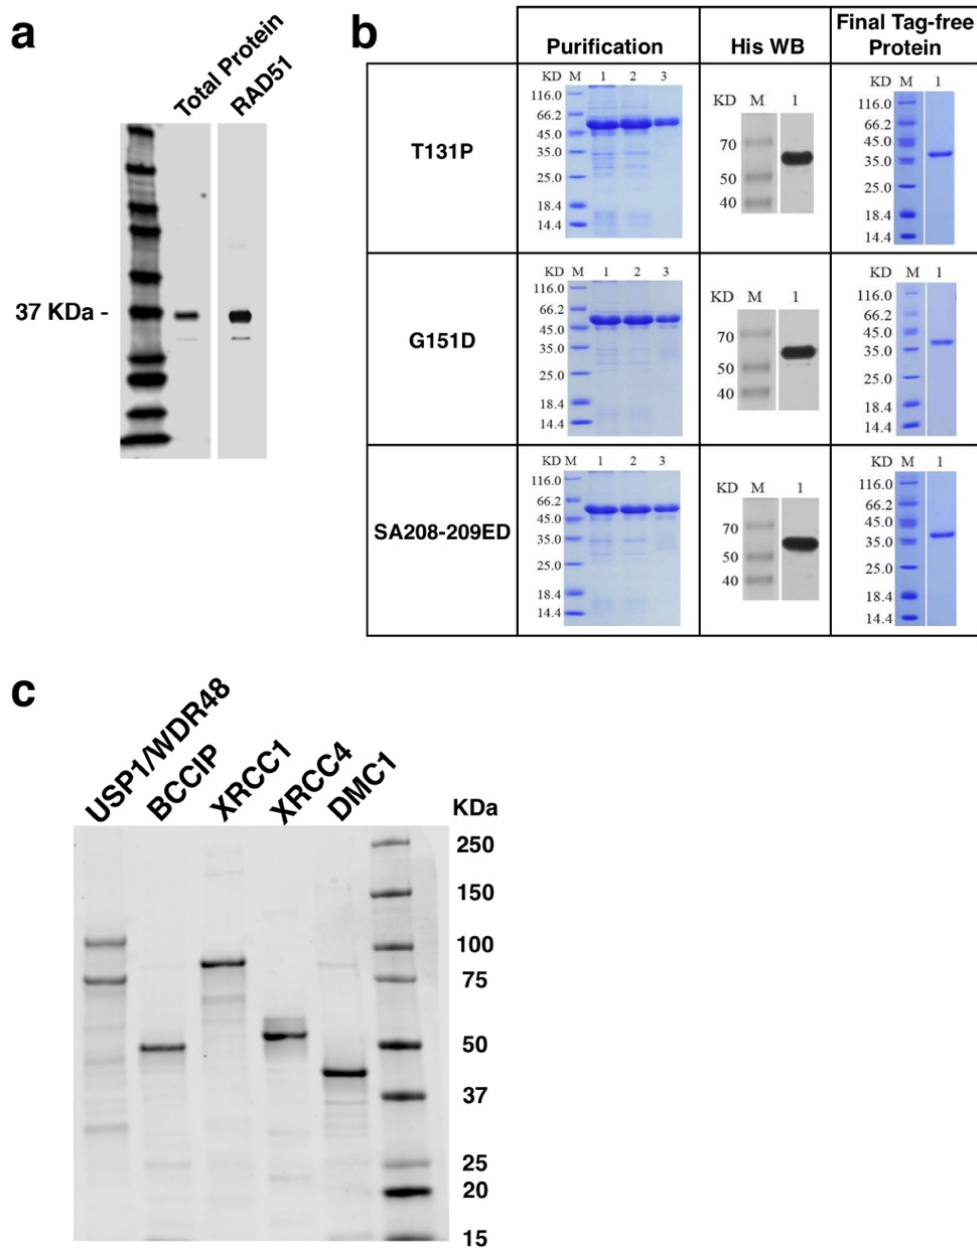 a
Total Protein
RAD51
37 KDa -
b
Purification
His WB
Final Tag-free
Protein
T131P
KD M 1 2 3
116.0
66.2
45.0
35.0
25.0
18.4
14.4
KD M 1
70
50
40
KD M 1
116.0
66.2
45.0
35.0
25.0
18.4
14.4
G151D
KD M 1 2 3
116.0
66.2
45.0
35.0
25.0
18.4
14.4
KD M 1
70
50
40
KD M 1
116.0
66.2
45.0
35.0
25.0
18.4
14.4
SA208-209ED
KD M 1 2 3
116.0
66.2
45.0
35.0
25.0
18.4
14.4
KD M 1
70
50
40
KD M 1
116.0
66.2
45.0
35.0
25.0
18.4
14.4
c
USP1/WDR48
BCCIP
XRCC1
XRCC4
DMC1
KDa
250
150
100
75
50
37
25
20
15